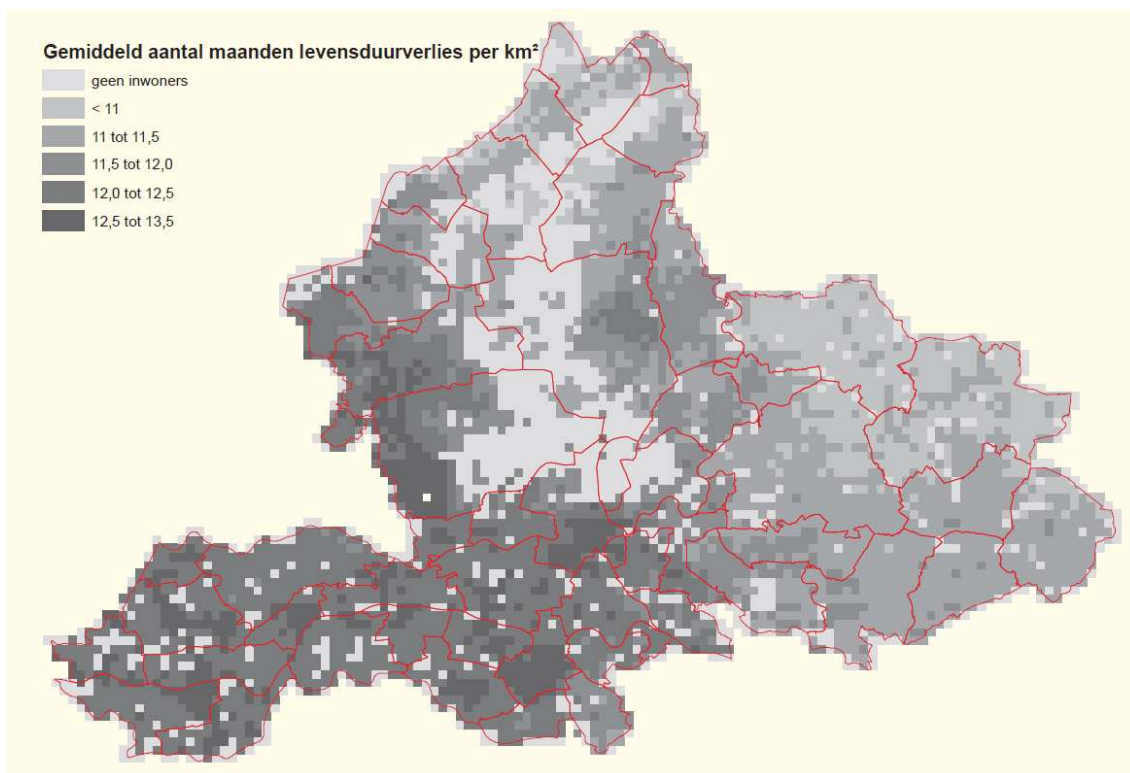 Gemiddeld aantal maanden levensduurverlies per km²
geen inwoners
< 11
11 tot 11,5
11,5 tot 12,0
12,0 tot 12,5
12,5 tot 13,5